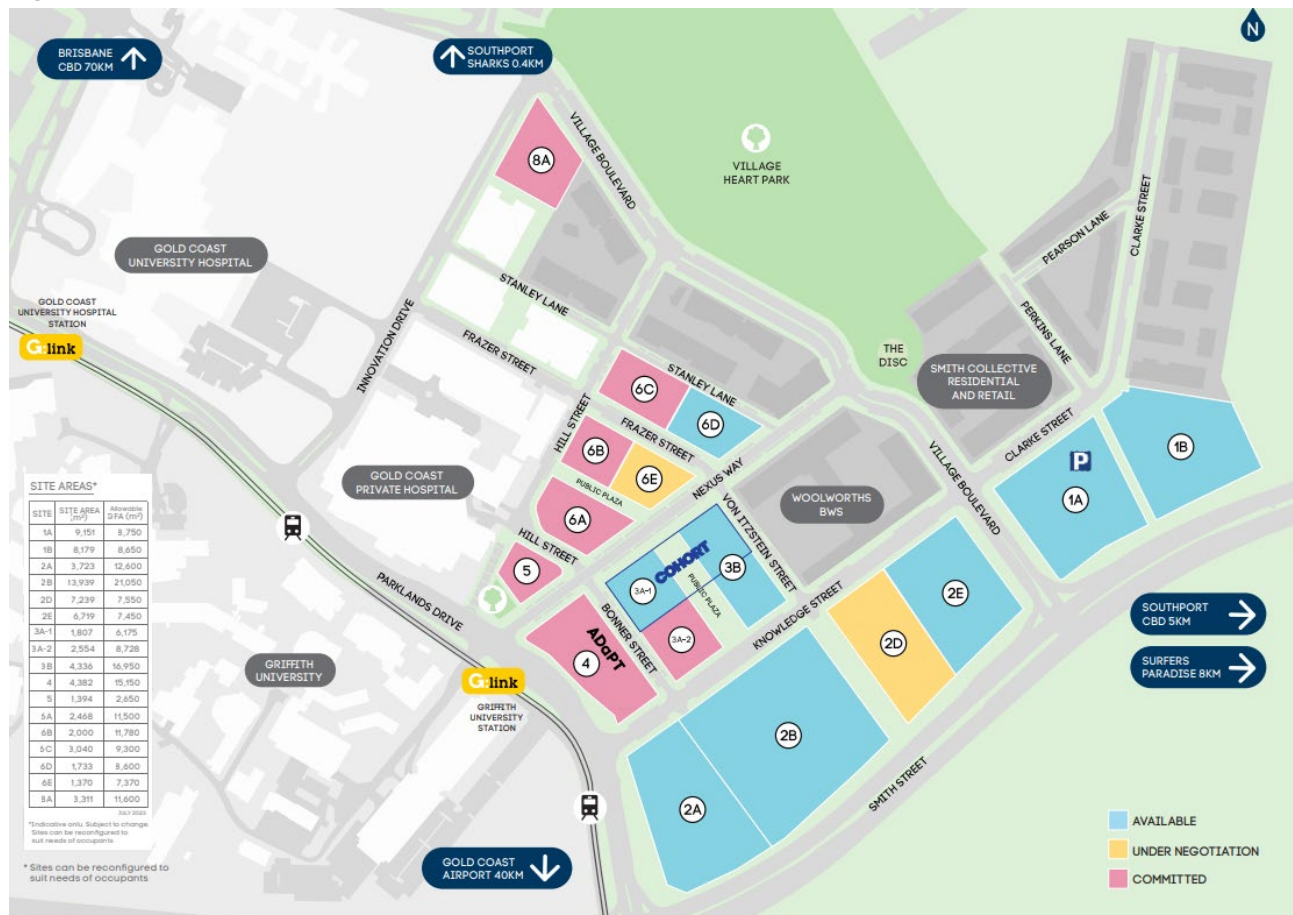 N
BRISBANE
CBD 70KM
SOUTHPORT
SHARKS 0.4KM
VILLAGE BOULEVARD
8A
VILLAGE
HEART PARK
GOLD COAST
UNIVERSITY HOSPITAL
CLARKE STREET
PEARSON LANE
PERKINS LANE
GOLD COAST
UNIVERSITY HOSPITAL
STATION
G:link
INNOVATION DRIVE
STANLEY LANE
FRAZER STREET
THE
DISC
SMITH COLLECTIVE
RESIDENTIAL
AND RETAIL
6C
STANLEY LANE
6D
HILL STREET
FRAZER STREET
6B
6E
PUBLIC PLAZA
NEXUS WAY
6A
HILL STREET
5
GOLD COAST
PRIVATE HOSPITAL
WOOLWORTHS
BWS
VILLAGE BOULEVARD
CLARKE STREET
P
1A
1B
VON ITZSTEIN STREET
COHORT
3A-1
3B
PUBLIC PLAZA
3A-2
BONNER STREET
KNOWLEDGE STREET
2E
2D
PARKLANDS DRIVE
ADaPT
4
GRIFFITH
UNIVERSITY
G:link
GRIFFITH
UNIVERSITY
STATION
2B
2A
SMITH STREET
SOUTHPORT
CBD 5KM
SURFERS
PARADISE 8KM
SITE AREAS*
SITE SITE AREA (m²) Allowable GFA (m²)
1A 9,151
1B 8,179 8,650
2A 3,723 12,600
2B 13,939 21,050
2D 7,239 7,550
2E 6,719 7,450
3A-1 1,807 6,175
3A-2 2,554 8,728
3B 4,336 16,950
4 4,382 15,150
5 1,394 2,650
6A 2,468 11,500
6B 2,000 11,780
6C 3,040 9,300
6D 1,733
6E 1,370 7,370
8A 3,311 11,600
JULY 2023
*Indicative only. Subject to change.
Sites can be reconfigured to
suit needs of occupants
* Sites can be reconfigured to
suit needs of occupants
GOLD COAST
AIRPORT 40KM
AVAILABLE
UNDER NEGOTIATION
COMMITTED